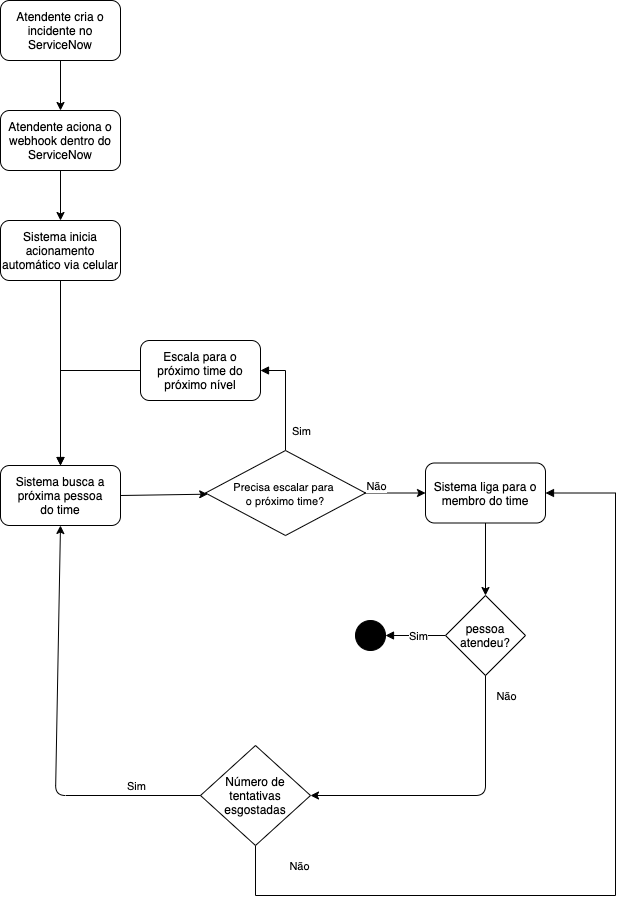 Atendente cria o
incidente no
ServiceNow
Atendente aciona o
webhook dentro do
ServiceNow
Sistema inicia
acionamento
automático via celular
Escala para o
próximo time do
próximo nível
Sim
Sistema busca a
próxima pessoa
do time
Precisa escalar para
o próximo time?
Não
Sistema liga para o
membro do time
pessoa
atendeu?
Sim
Não
Número de
tentativas
esgostadas
Sim
Não